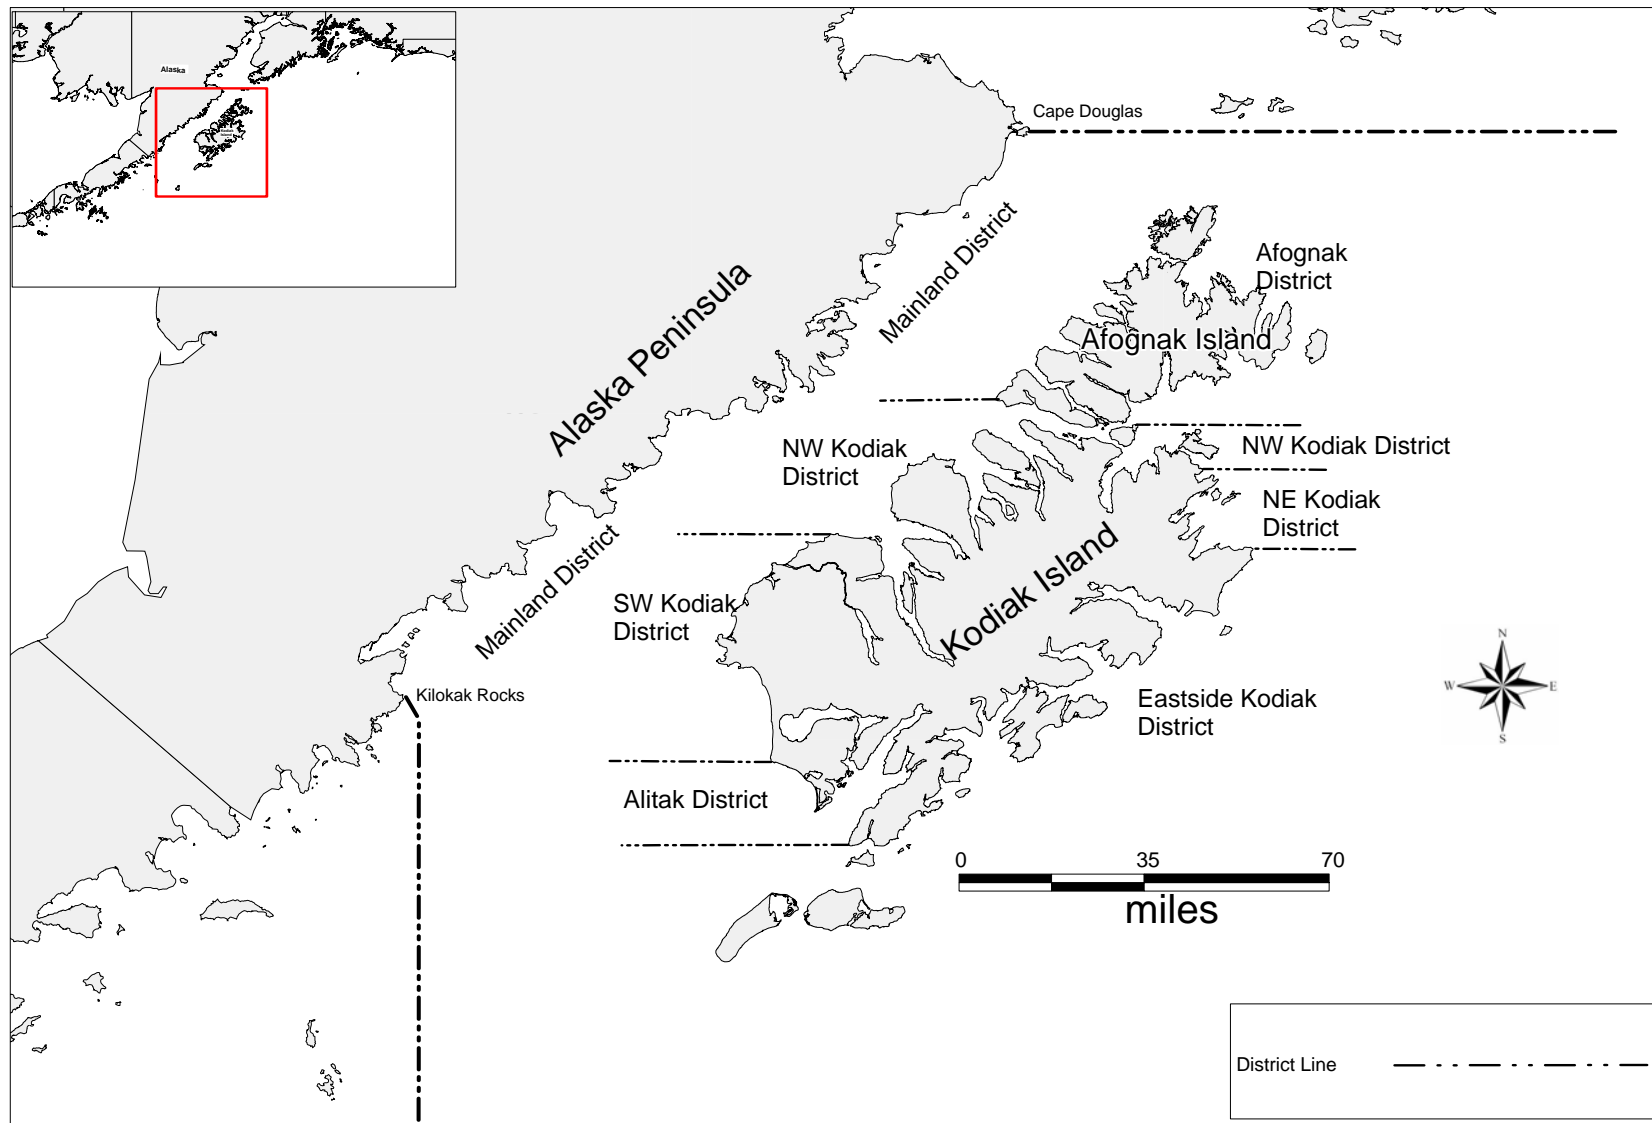 Alaska
Cape Douglas
Mainland District
Afognak
District
Alaska Peninsula
Afognak Island
NW Kodiak
District
NW Kodiak District
NE Kodiak
District
Kodiak Island
Mainland District
SW Kodiak
District
N
W
E
S
Kilokak Rocks
Eastside Kodiak
District
Alitak District
0 35 70
miles
District Line